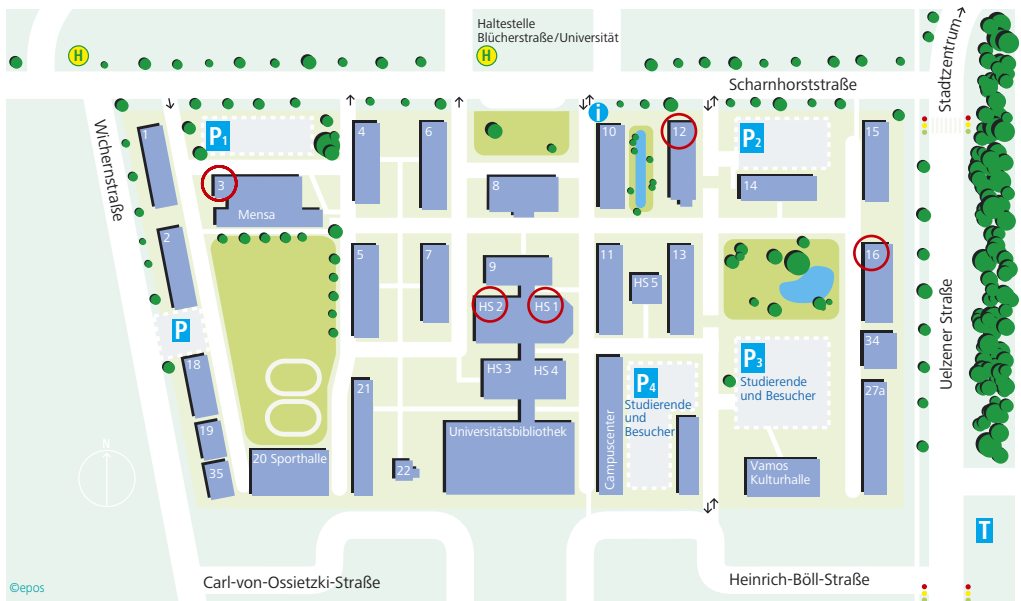 Haltestelle
Blücherstraße/Universität
H
H
Scharnhorststraße
Stadtzentrum
Wichernstraße
1
P1
4
6
i
10
12
P2
15
3
Mensa
8
14
2
5
7
9
11
HS 5
13
16
HS 2
HS 1
P
Uelzener Straße
34
18
HS 3
HS 4
P3
Studierende
und Besucher
P4
Studierende
und
Besucher
21
27a
19
Universitätsbibliothek
Campuscenter
N
35
20 Sporthalle
22
Vamos
Kulturhalle
T
©epos
Carl-von-Ossietzki-Straße
Heinrich-Böll-Straße